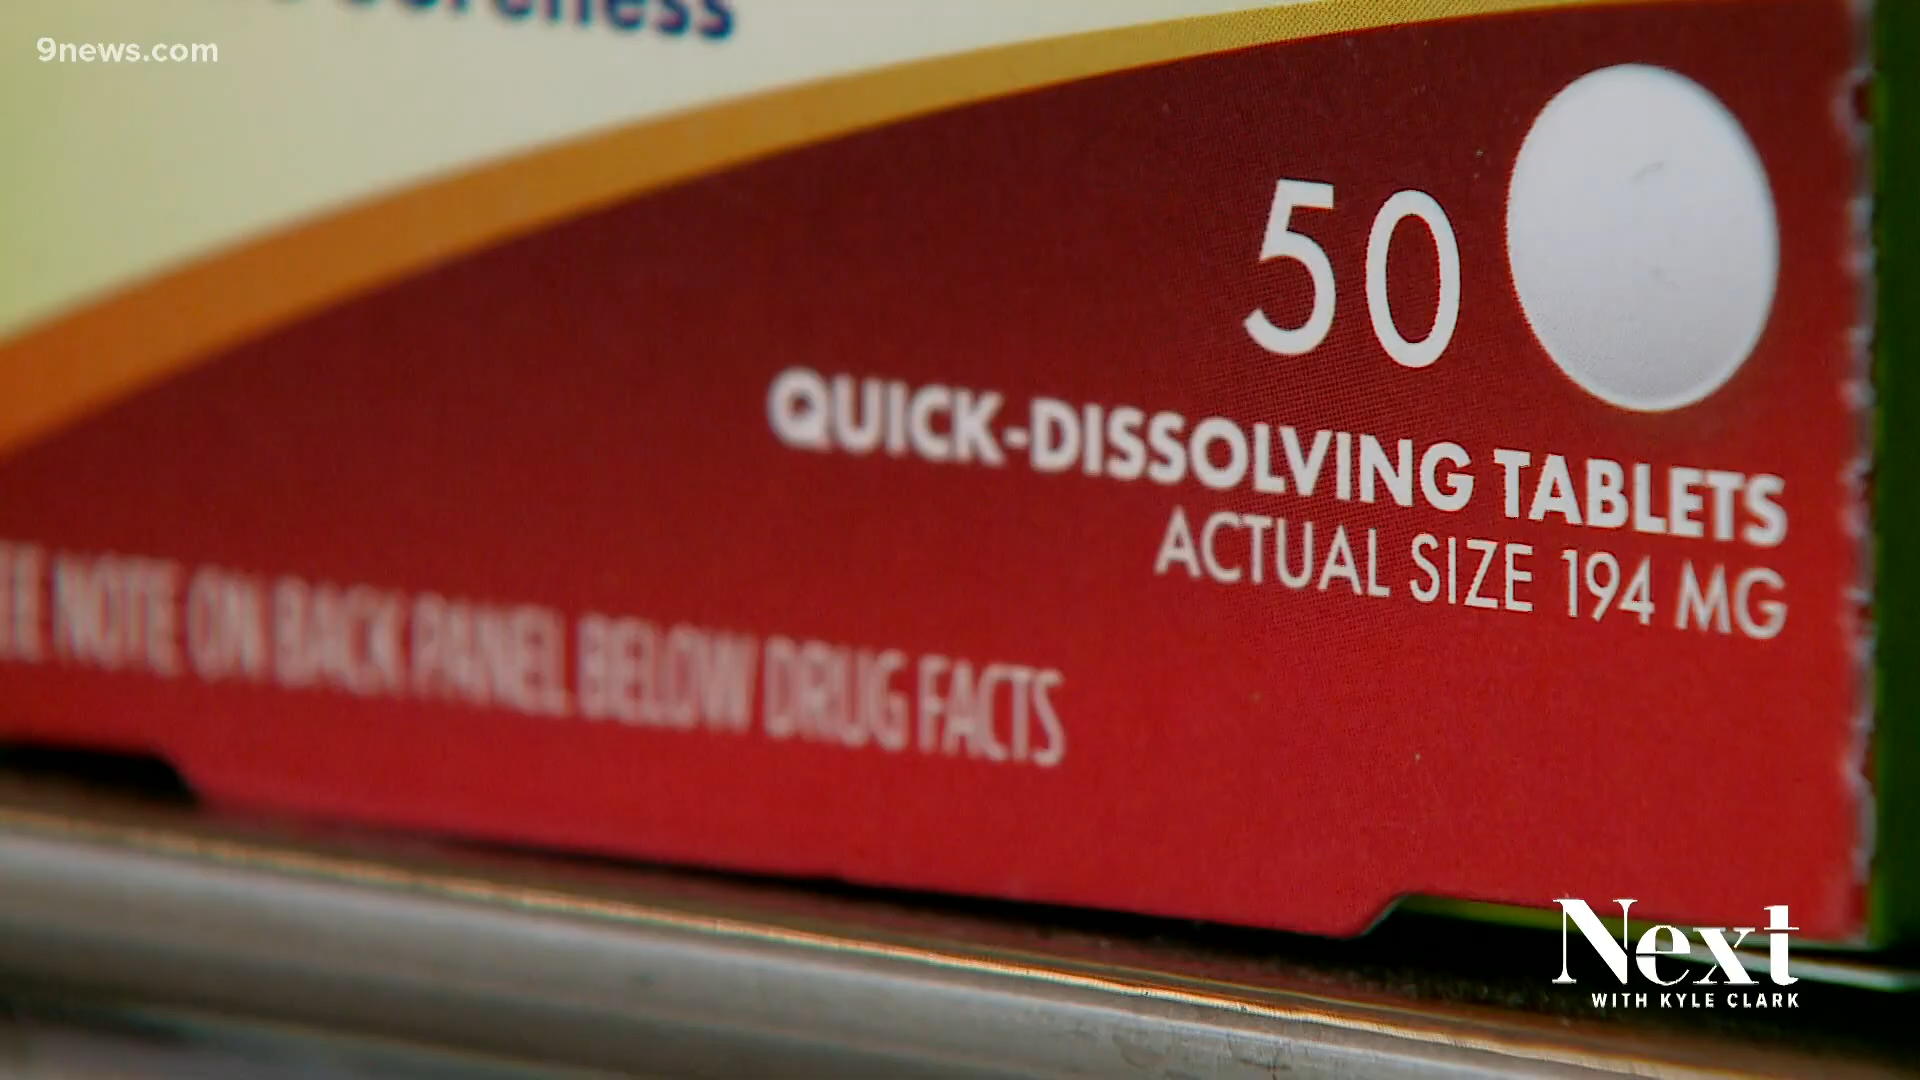 9news.com
50
QUICK-DISSOLVING TABLETS
ACTUAL SIZE 194 MG
NOTE ON BACK PANEL BELOW DRUG FACTS
Next
WITH KYLE CLARK